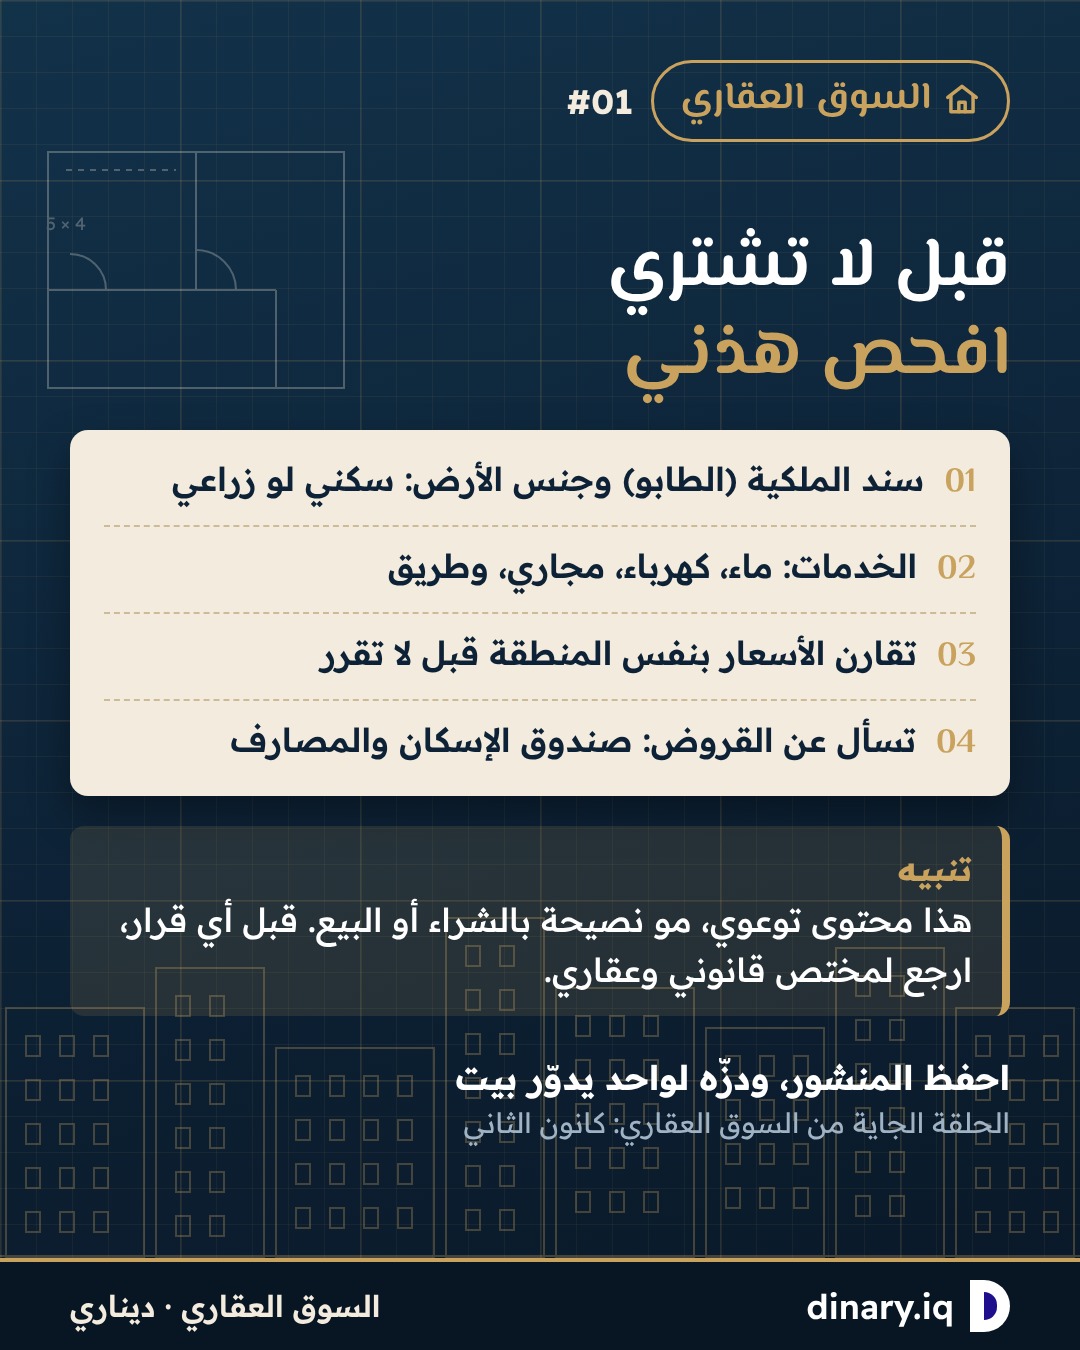 السوق العقاري
#01
5 × 4
قبل لا تشتري
افحص هذني
01 سند الملكية (الطابو) وجنس الأرض: سكني لو زراعي
02 الخدمات: ماء، كهرباء، مجاري، وطريق
03 تقارن الأسعار بنفس المنطقة قبل لا تقرر
04 تسأل عن القروض: صندوق الإسكان والمصارف
تنبيه
هذا محتوى توعوي، مو نصيحة بالشراء أو البيع. قبل أي قرار،
ارجع لمختص قانوني وعقاري.
احفظ المنشور، ودزّه لواحد يدوّر بيت
الحلقة الجاية من السوق العقاري: كانون الثاني
dinary.iq
السوق العقاري · ديناري